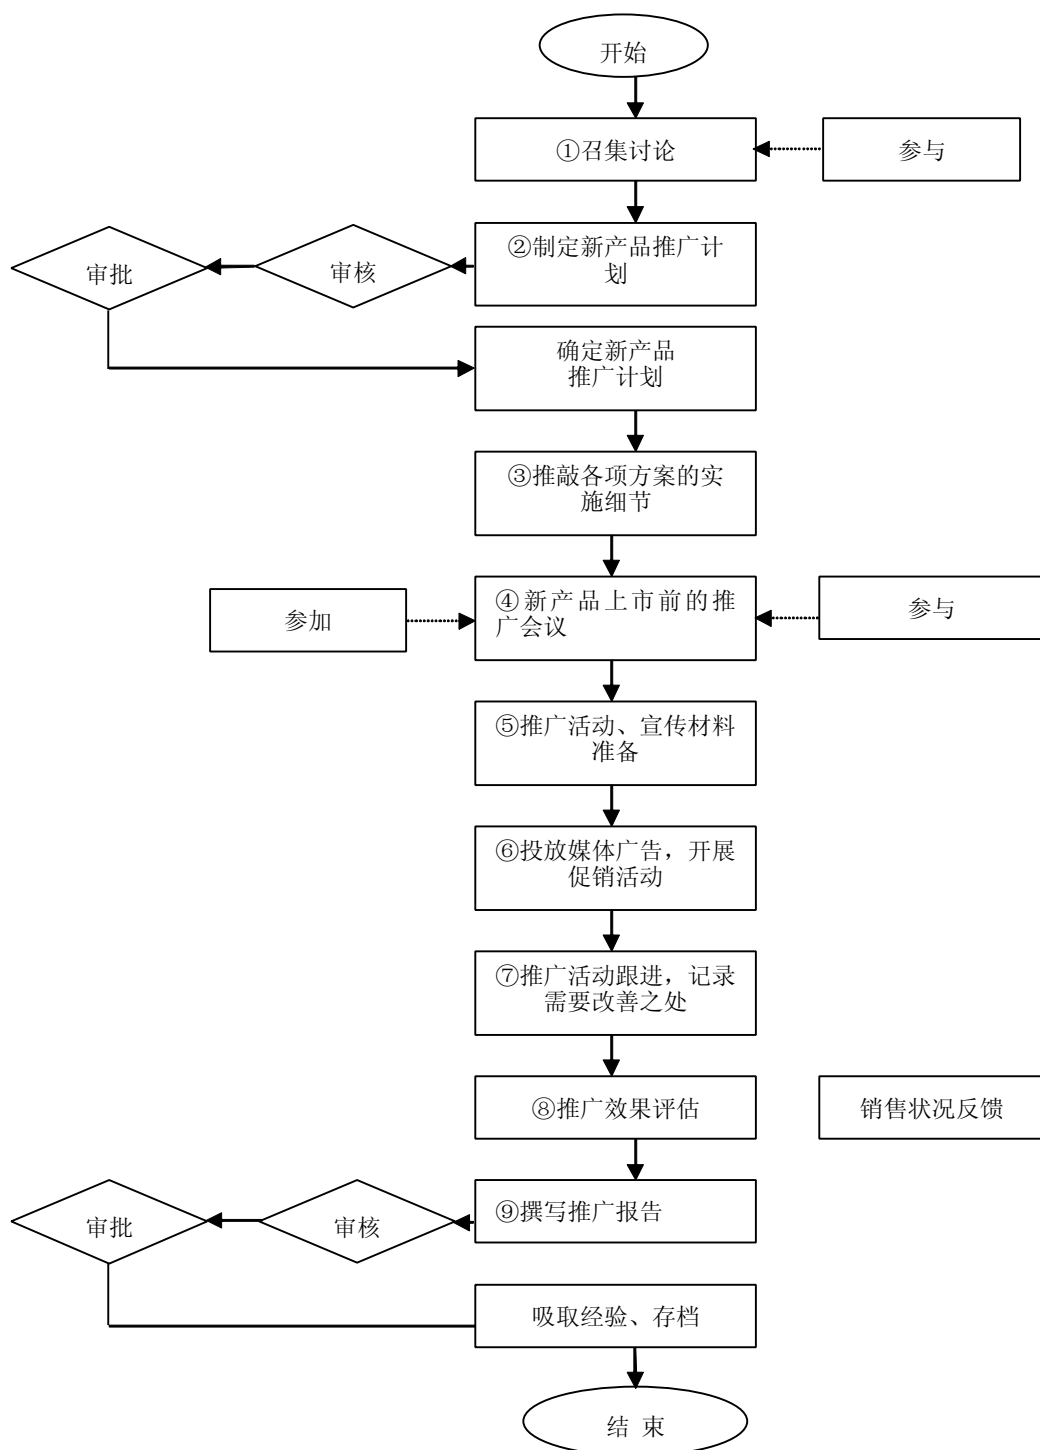 开始
①召集讨论
参与
②制定新产品推广计
划
审核
审批
确定新产品
推广计划
③推敲各项方案的实
施细节
参加
④新产品上市前的推
广会议
参与
⑤推广活动、宣传材料
准备
⑥投放媒体广告，开展
促销活动
⑦推广活动跟进，记录
需要改善之处
⑧推广效果评估
销售状况反馈
⑨撰写推广报告
审核
审批
吸取经验、存档
结 束